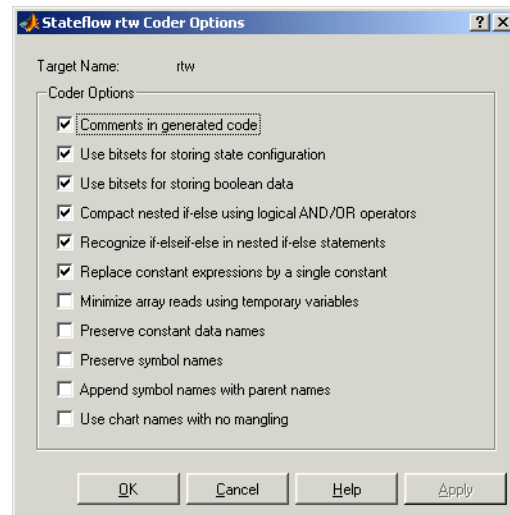 Stateflow rtw Coder Options
Target Name: rtw
Coder Options
Comments in generated code
Use bitsets for storing state configuration
Use bitsets for storing boolean data
Compact nested if-else using logical AND/OR operators
Recognize if-elseif-else in nested if-else statements
Replace constant expressions by a single constant
Minimize array reads using temporary variables
Preserve constant data names
Preserve symbol names
Append symbol names with parent names
Use chart names with no mangling
OK Cancel Help Apply